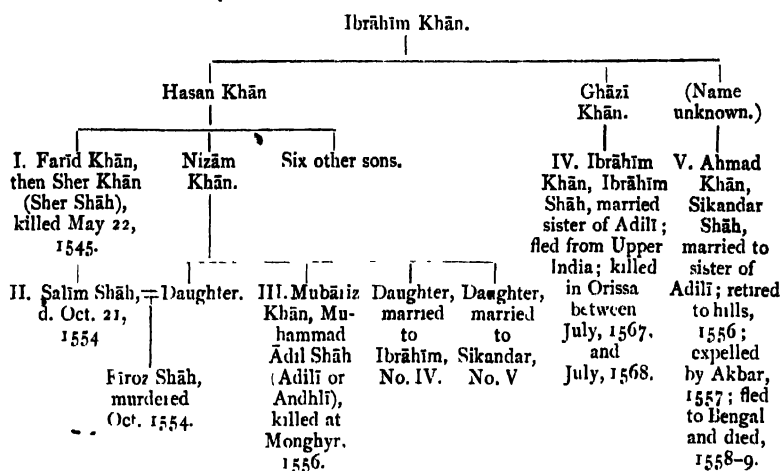 Ibrāhīm Khān.
Hasan Khān
Ghāzī
Khān.
(Name
unknown.)
I. Farīd Khān,
then Sher Khān
(Sher Shāh),
killed May 22,
1545.
Nizām
Khān.
Six other sons.
IV. Ibrāhīm
Khān, Ibrāhīm
Shāh, married
sister of Adilī;
fled from Upper
India; killed
in Orissa
between
July, 1567,
and
July, 1568.
V. Ahmad
Khān,
Sikandar
Shāh,
married to
sister of
Adilī; retired
to hills,
1556;
expelled
by Akbar,
1557; fled
to Bengal
and died,
1558-9.
II. Salīm Shāh,=Daughter.
d. Oct. 21,
1554
Fīroz Shāh,
murdered
Oct. 1554.
III. Mubāriz
Khān, Mu-
hammad
Ādil Shāh
(Adilī or
Andhlī),
killed at
Monghyr,
1556.
Daughter,
married
to
Ibrāhīm,
No. IV.
Daughter,
married
to
Sikandar,
No. V